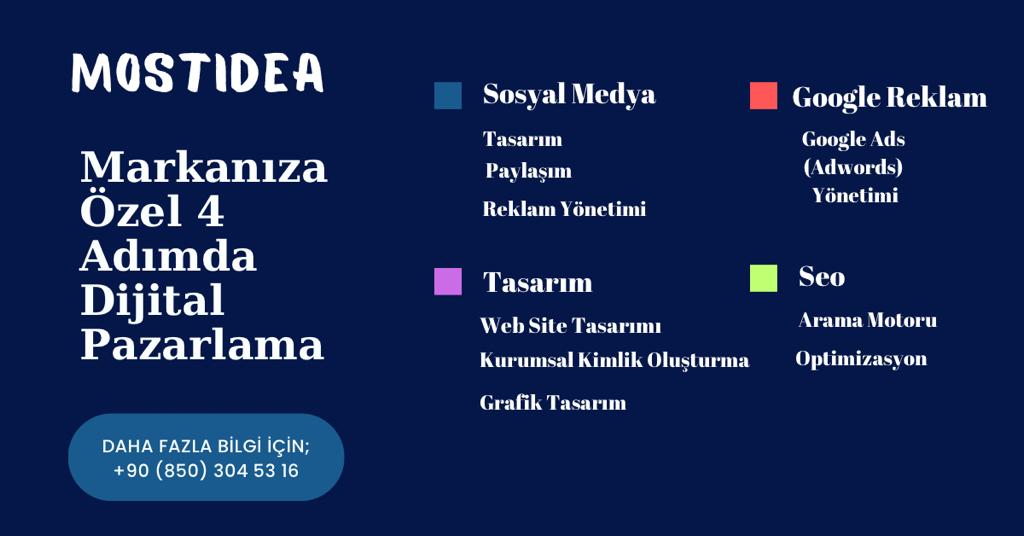 MOSTIDEA
Markanıza
Özel 4
Adımda
Dijital
Pazarlama
DAHA FAZLA BİLGİ İÇİN;
+90 (850) 304 53 16
Sosyal Medya
Tasarım
Paylaşım
Reklam Yönetimi
Google Reklam
Google Ads
(Adwords)
Yönetimi
Tasarım
Web Site Tasarımı
Kurumsal Kimlik Oluşturma
Grafik Tasarım
Seo
Arama Motoru
Optimizasyon